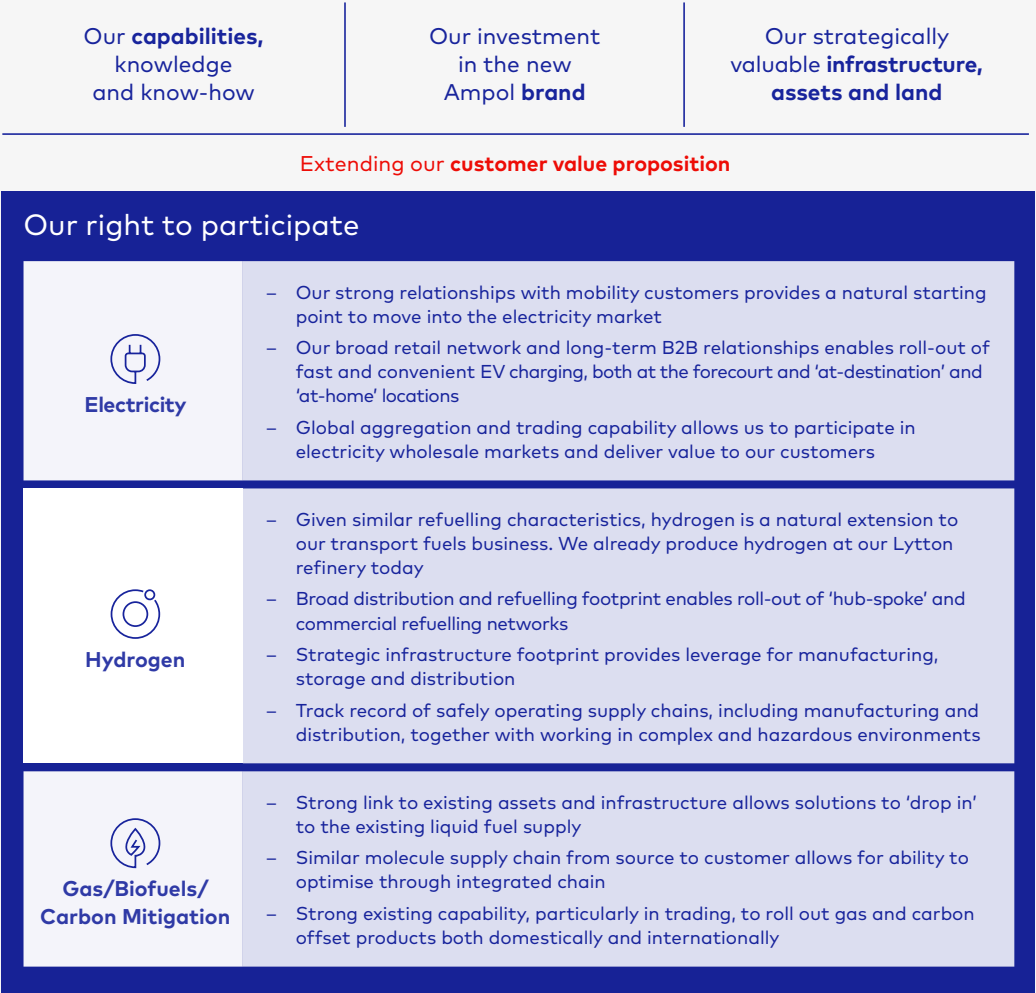 Our capabilities,
knowledge
and know-how
Our investment
in the new
Ampol brand
Our strategically
valuable infrastructure,
assets and land
Extending our customer value proposition
Our right to participate
Electricity
– Our strong relationships with mobility customers provides a natural starting
point to move into the electricity market
– Our broad retail network and long-term B2B relationships enables roll-out of
fast and convenient EV charging, both at the forecourt and ‘at-destination’ and
‘at-home’ locations
– Global aggregation and trading capability allows us to participate in
electricity wholesale markets and deliver value to our customers
Hydrogen
– Given similar refuelling characteristics, hydrogen is a natural extension to
our transport fuels business. We already produce hydrogen at our Lytton
refinery today
– Broad distribution and refuelling footprint enables roll-out of ‘hub-spoke’ and
commercial refuelling networks
– Strategic infrastructure footprint provides leverage for manufacturing,
storage and distribution
– Track record of safely operating supply chains, including manufacturing and
distribution, together with working in complex and hazardous environments
Gas/Biofuels/
Carbon Mitigation
– Strong link to existing assets and infrastructure allows solutions to ‘drop in’
to the existing liquid fuel supply
– Similar molecule supply chain from source to customer allows for ability to
optimise through integrated chain
– Strong existing capability, particularly in trading, to roll out gas and carbon
offset products both domestically and internationally